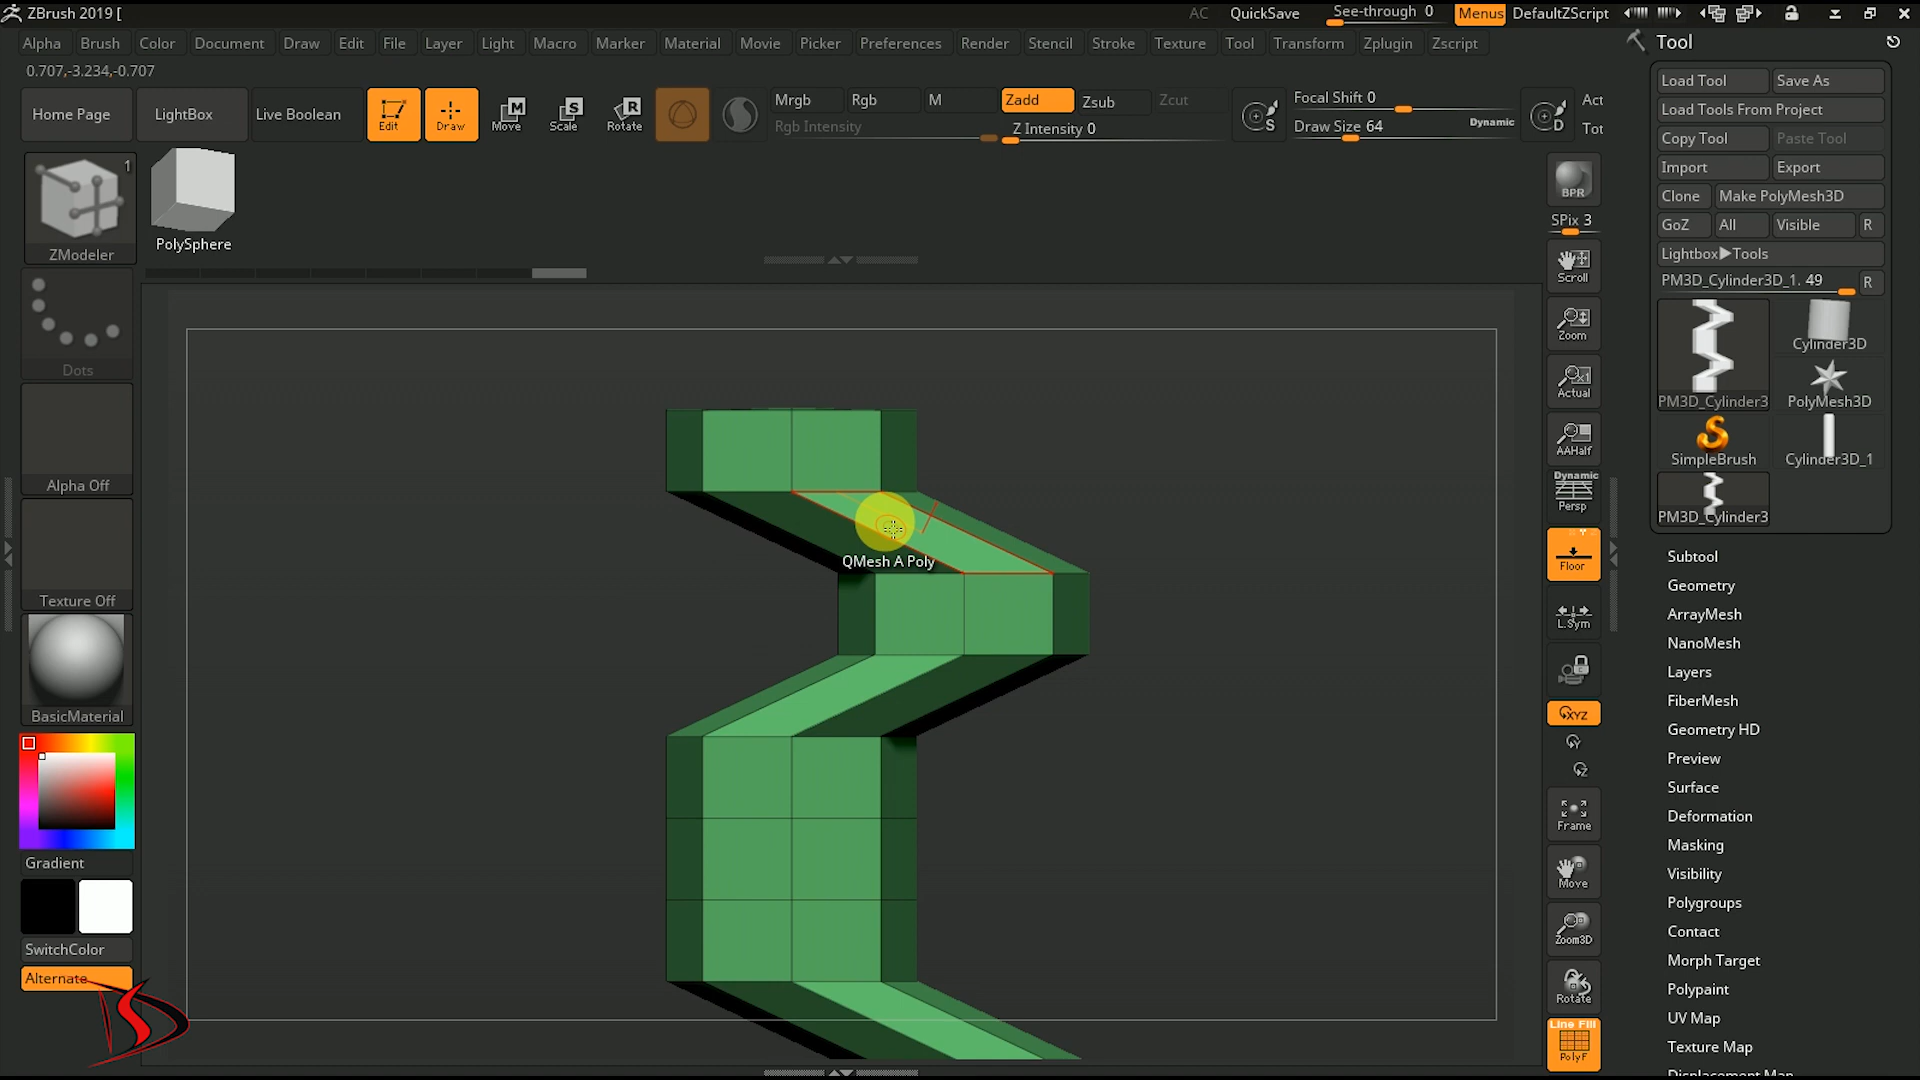 ZBrush 2019 [
AC QuickSave See-through 0 Menus DefaultZScript
Alpha Brush Color Document Draw Edit File Layer Light Macro Marker Material Movie Picker Preferences Render Stencil Stroke Texture Tool Transform Zplugin Zscript
0.707,-3.234,-0.707
Home Page LightBox Live Boolean Edit Draw Move Scale Rotate
M S R
Mrgb Rgb M Zadd Zsub Zcut
Rgb Intensity Z Intensity 0
S Focal Shift 0
Draw Size 64 Dynamic D
Act
Tot
1
ZModeler
PolySphere
Dots
Alpha Off
Texture Off
BasicMaterial
Gradient
SwitchColor
Alternate
QMesh A Poly
BPR
SPix 3
Scroll
Zoom
Actual
AAHalf
Dynamic
Persp
Floor
L.Sym
XYZ
Y
Z
Frame
Move
Zoom3D
Rotate
Line Fill
PolyF
Tool
Load Tool Save As
Load Tools From Project
Copy Tool Paste Tool
Import Export
Clone Make PolyMesh3D
GoZ All Visible R
Lightbox▶Tools
PM3D_Cylinder3D_1. 49 R
PM3D_Cylinder3 Cylinder3D
PolyMesh3D
SimpleBrush Cylinder3D_1
PM3D_Cylinder3
Subtool
Geometry
ArrayMesh
NanoMesh
Layers
FiberMesh
Geometry HD
Preview
Surface
Deformation
Masking
Visibility
Polygroups
Contact
Morph Target
Polypaint
UV Map
Texture Map
Displacement Map